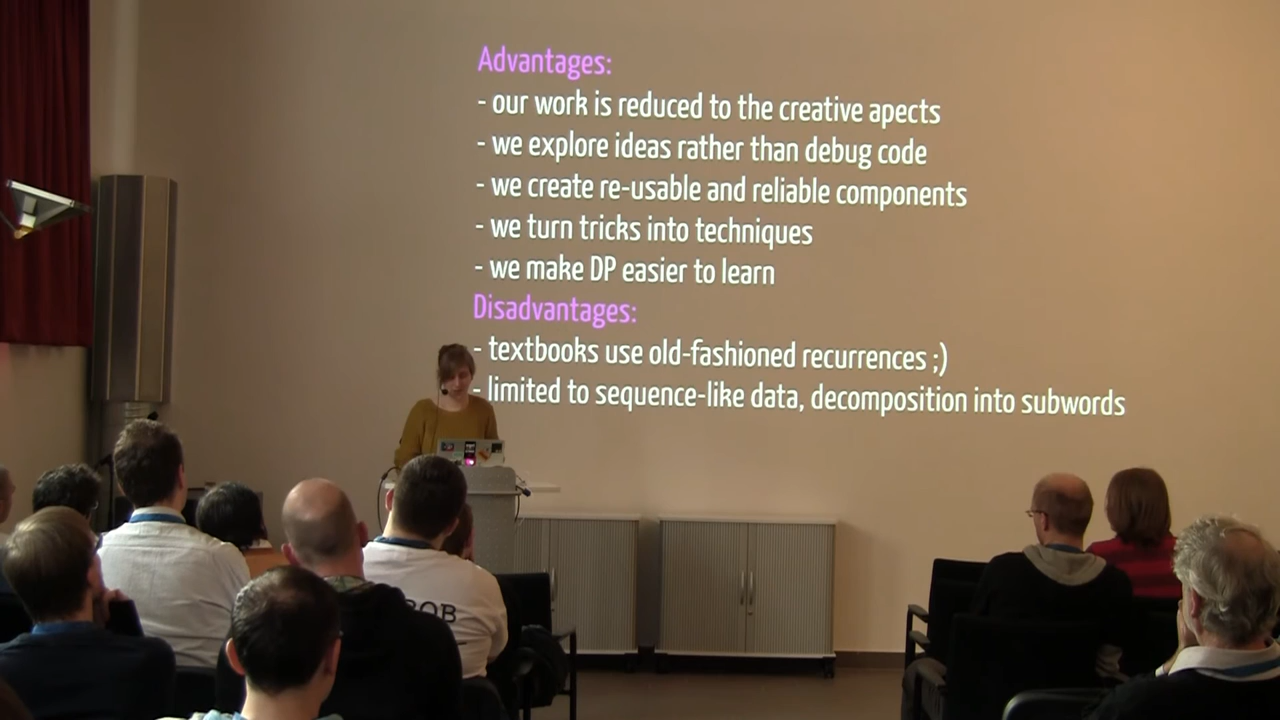 Advantages:
- our work is reduced to the creative apects
- we explore ideas rather than debug code
- we create re-usable and reliable components
- we turn tricks into techniques
- we make DP easier to learn
Disadvantages:
- textbooks use old-fashioned recurrences ;)
- limited to sequence-like data, decomposition into subwords
BOB